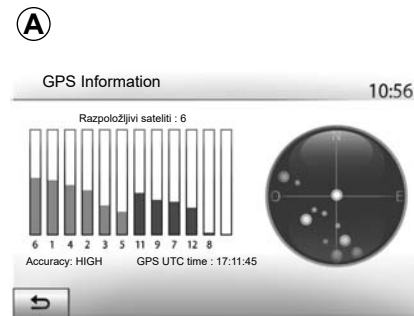 A
GPS Information
10:56
Razpoložljivi sateliti : 6
N
O
E
6 1 4 2 3 5 11 9 7 12 8
Accuracy: HIGH GPS UTC time : 17:11:45